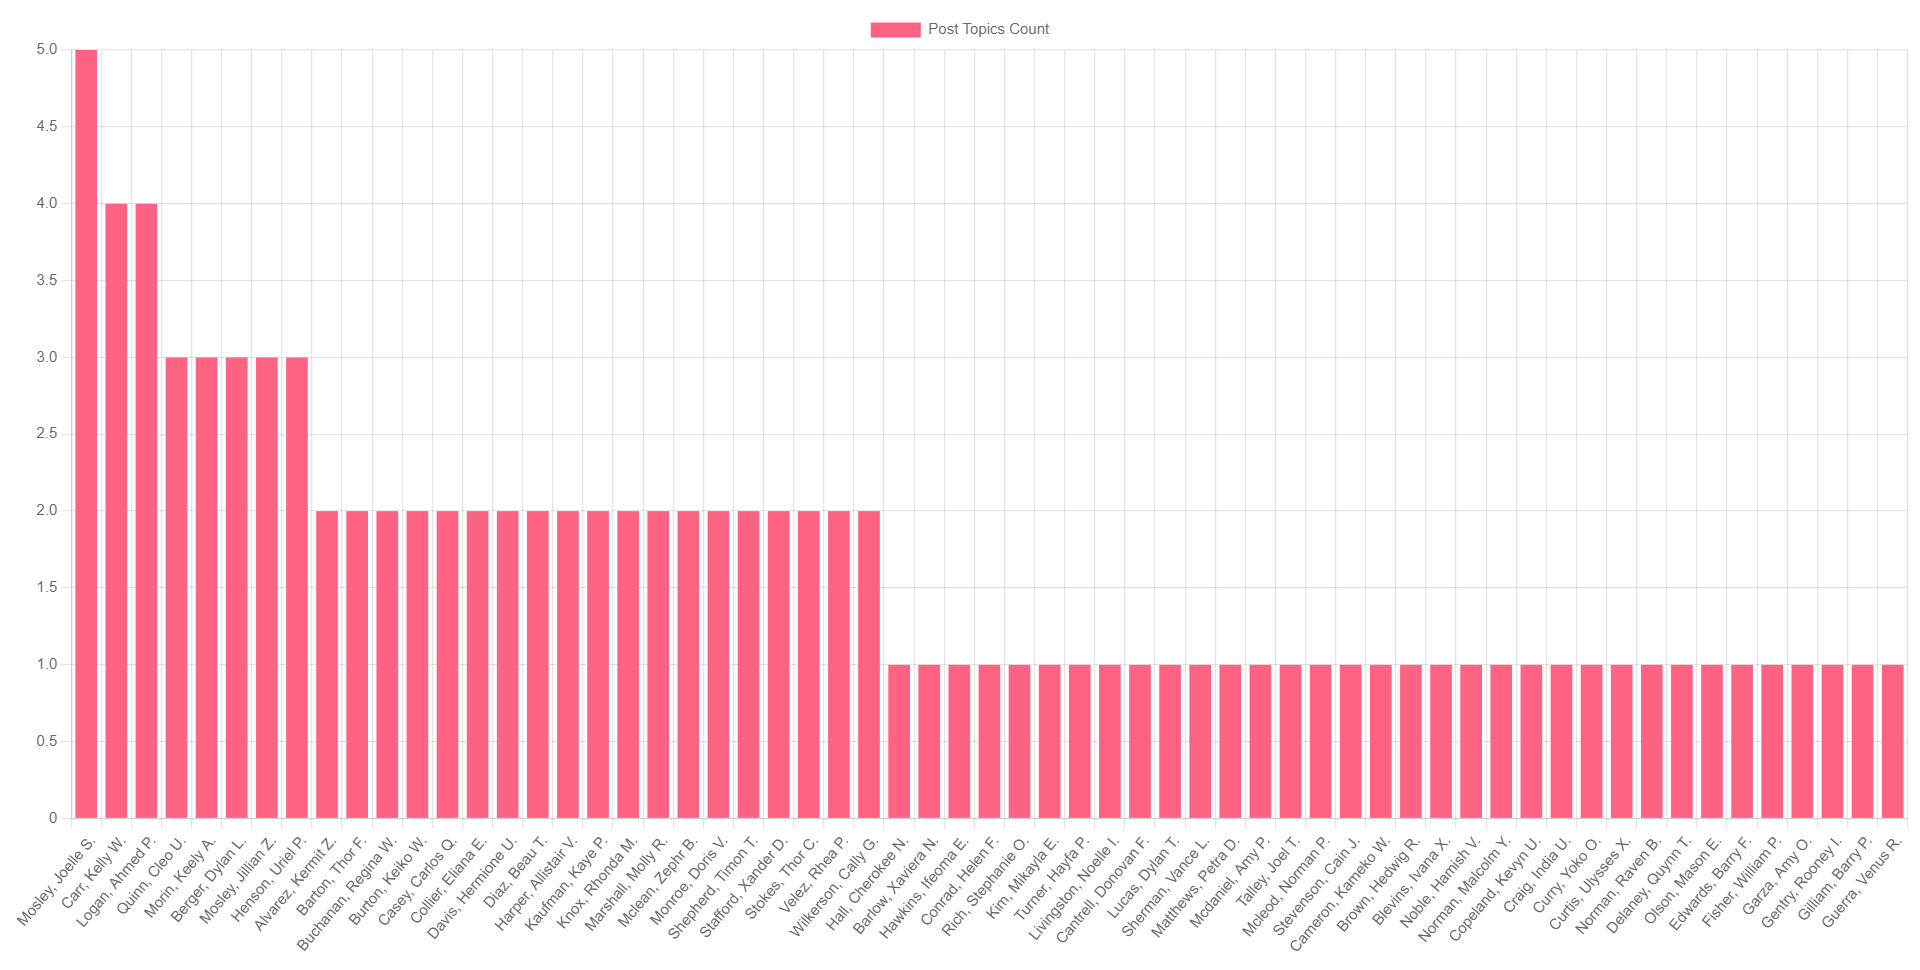 Post Topics Count
5.0
4.5
4.0
3.5
3.0
2.5
2.0
1.5
1.0
0.5
0
Mosley, Joelle S.
Carr, Kelly W.
Logan, Ahmed P.
Quinn, Cleo U.
Morin, Keely A.
Berger, Dylan L.
Mosley, Jillian Z.
Henson, Uriel P.
Alvarez, Kermit Z.
Barton, Thor F.
Buchanan, Regina W.
Burton, Keiko W.
Casey, Carlos Q.
Collier, Eliana E.
Davis, Hermione U.
Diaz, Beau T.
Harper, Allistair V.
Kaufman, Kaye P.
Knox, Rhonda M.
Marshall, Molly R.
Mclean, Zephr B.
Monroe, Doris V.
Shepherd, Timon T.
Stafford, Xander D.
Stokes, Thor C.
Velez, Rhea P.
Wilkerson, Cally G.
Hall, Cherokee N.
Barlow, Xaviera N.
Hawkins, Ifeoma E.
Conrad, Helen F.
Rich, Stephanie O.
Kim, Mikayla E.
Turner, Hayfa P.
Livingston, Noelle I.
Cantrell, Donovan F.
Lucas, Dylan T.
Sherman, Vance L.
Matthews, Petra D.
Mcdaniel, Amy P.
Talley, Joel T.
Mcleod, Norman P.
Stevenson, Cain J.
Cameron, Kameko W.
Brown, Hedwig R.
Blevins, Ivana X.
Noble, Hamish V.
Norman, Malcolm Y.
Copeland, Kevyn U.
Craig, India U.
Curry, Yoko O.
Curtis, Ulysses X.
Norman, Raven B.
Delaney, Quynn T.
Olson, Mason E.
Edwards, Barry F.
Fisher, William P.
Garza, Amy O.
Gentry, Rooney I.
Gilliam, Barry P.
Guerra, Venus R.